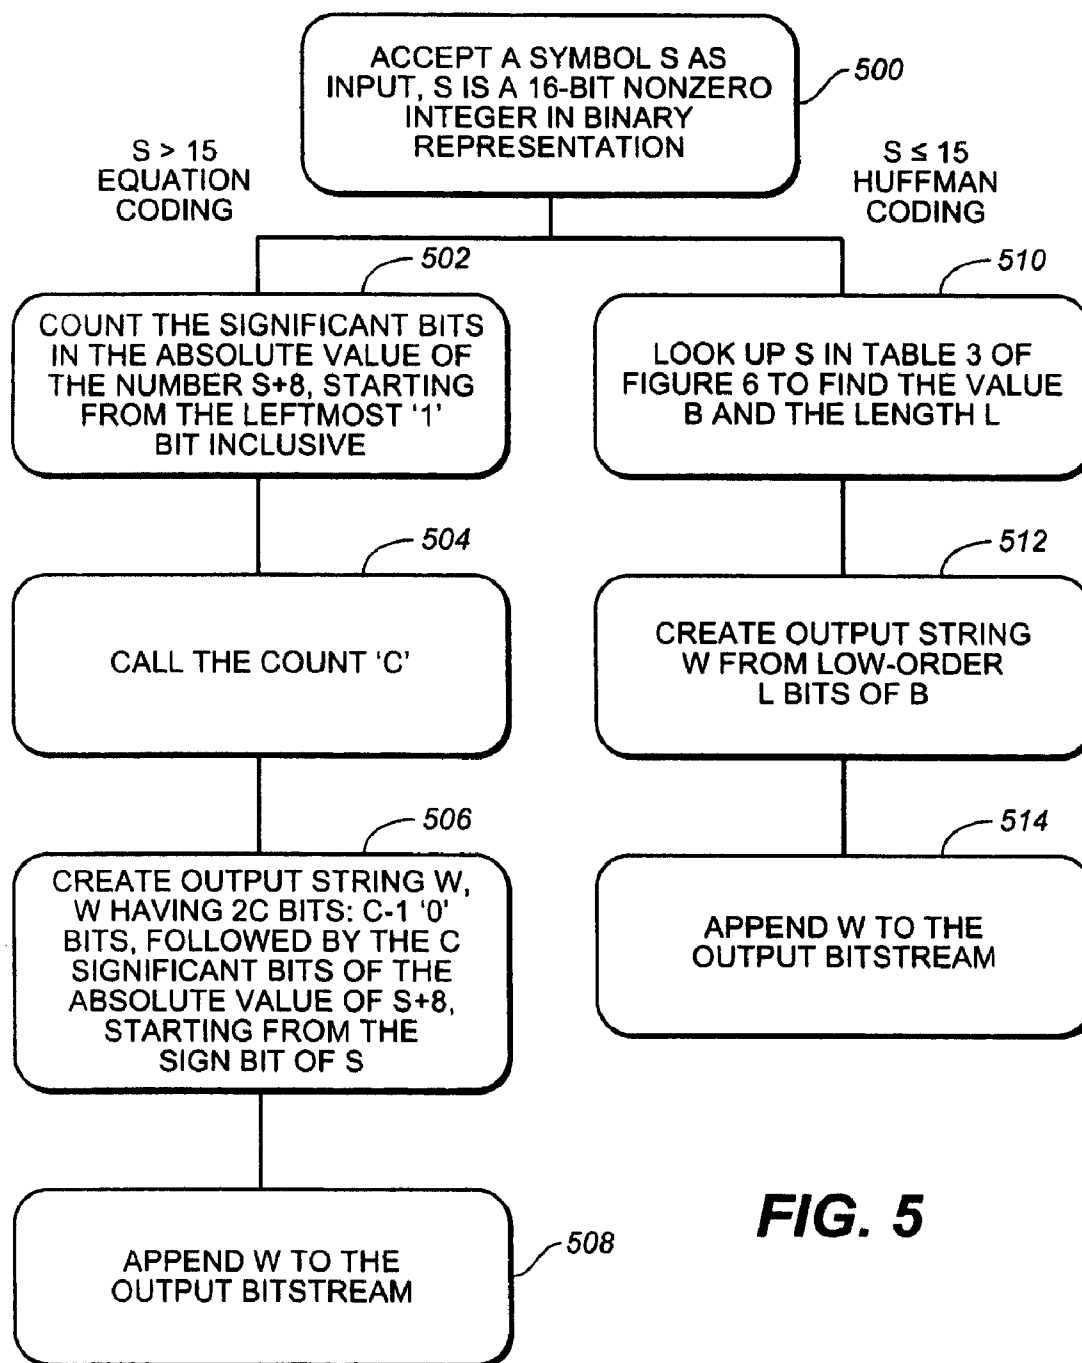 ACCEPT A SYMBOL S AS
INPUT, S IS A 16-BIT NONZERO
INTEGER IN BINARY
REPRESENTATION
500
S > 15
EQUATION
CODING
S ≤ 15
HUFFMAN
CODING
502
COUNT THE SIGNIFICANT BITS
IN THE ABSOLUTE VALUE OF
THE NUMBER S+8, STARTING
FROM THE LEFTMOST ‘1’
BIT INCLUSIVE
510
LOOK UP S IN TABLE 3 OF
FIGURE 6 TO FIND THE VALUE
B AND THE LENGTH L
504
CALL THE COUNT ‘C’
512
CREATE OUTPUT STRING
W FROM LOW-ORDER
L BITS OF B
506
CREATE OUTPUT STRING W,
W HAVING 2C BITS: C-1 ‘0’
BITS, FOLLOWED BY THE C
SIGNIFICANT BITS OF THE
ABSOLUTE VALUE OF S+8,
STARTING FROM THE
SIGN BIT OF S
514
APPEND W TO THE
OUTPUT BITSTREAM
APPEND W TO THE
OUTPUT BITSTREAM
508
FIG. 5